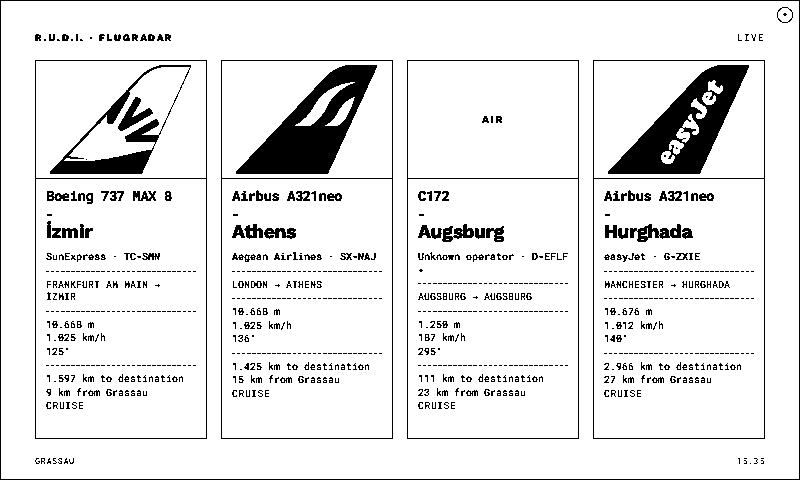 R.U.D.I. · FLUGRADAR
LIVE
Boeing 737 MAX 8
-
İzmir
SunExpress · TC-SMN
FRANKFURT AM MAIN →
IZMIR
10.668 m
1.025 km/h
125°
1.597 km to destination
9 km from Grassau
CRUISE
Airbus A321neo
-
Athens
Aegean Airlines · SX-NAJ
LONDON → ATHENS
10.668 m
1.025 km/h
136°
1.425 km to destination
15 km from Grassau
CRUISE
AIR
C172
-
Augsburg
Unknown operator · D-EFLF
•
AUGSBURG → AUGSBURG
1.250 m
187 km/h
295°
111 km to destination
23 km from Grassau
CRUISE
easyJet
Airbus A321neo
-
Hurghada
easyJet · G-ZXIE
MANCHESTER → HURGHADA
10.676 m
1.012 km/h
140°
2.966 km to destination
27 km from Grassau
CRUISE
GRASSAU
15.35